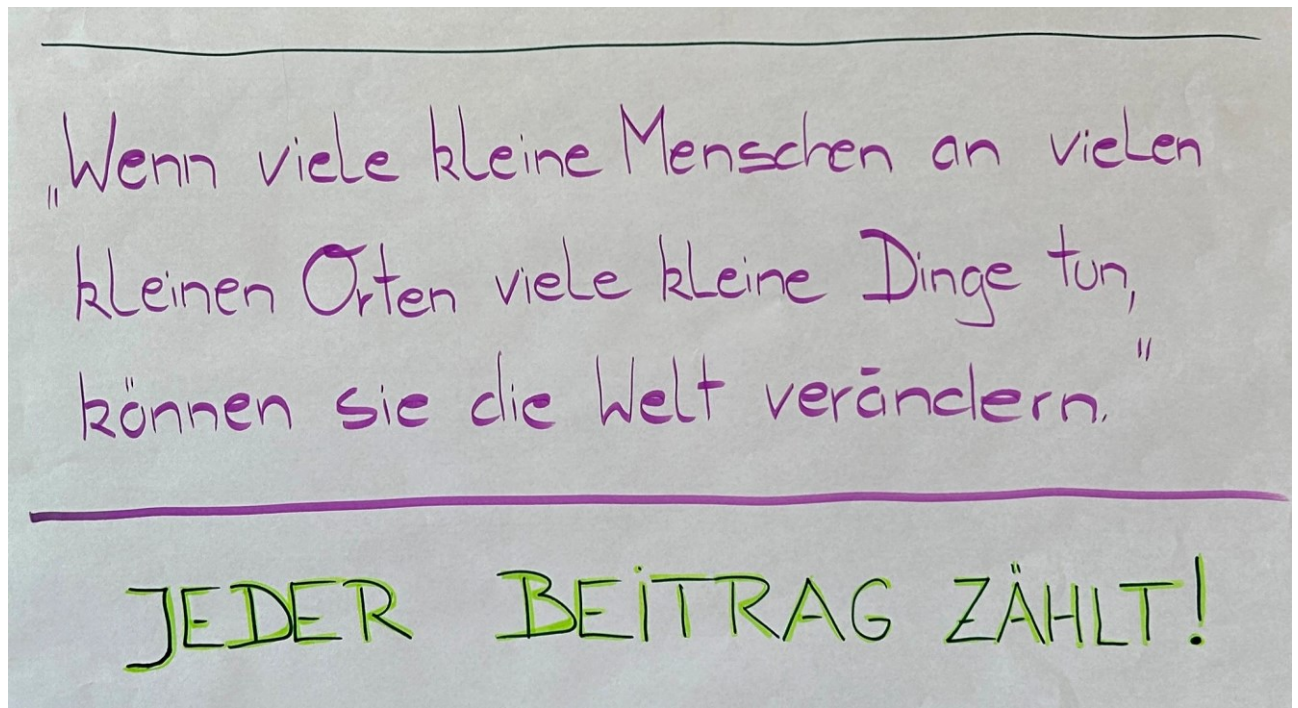 „Wenn viele kleine Menschen an vielen
kleinen Orten viele kleine Dinge tun,
können sie die Welt verändern."
JEDER BEITRAG ZÄHLT!